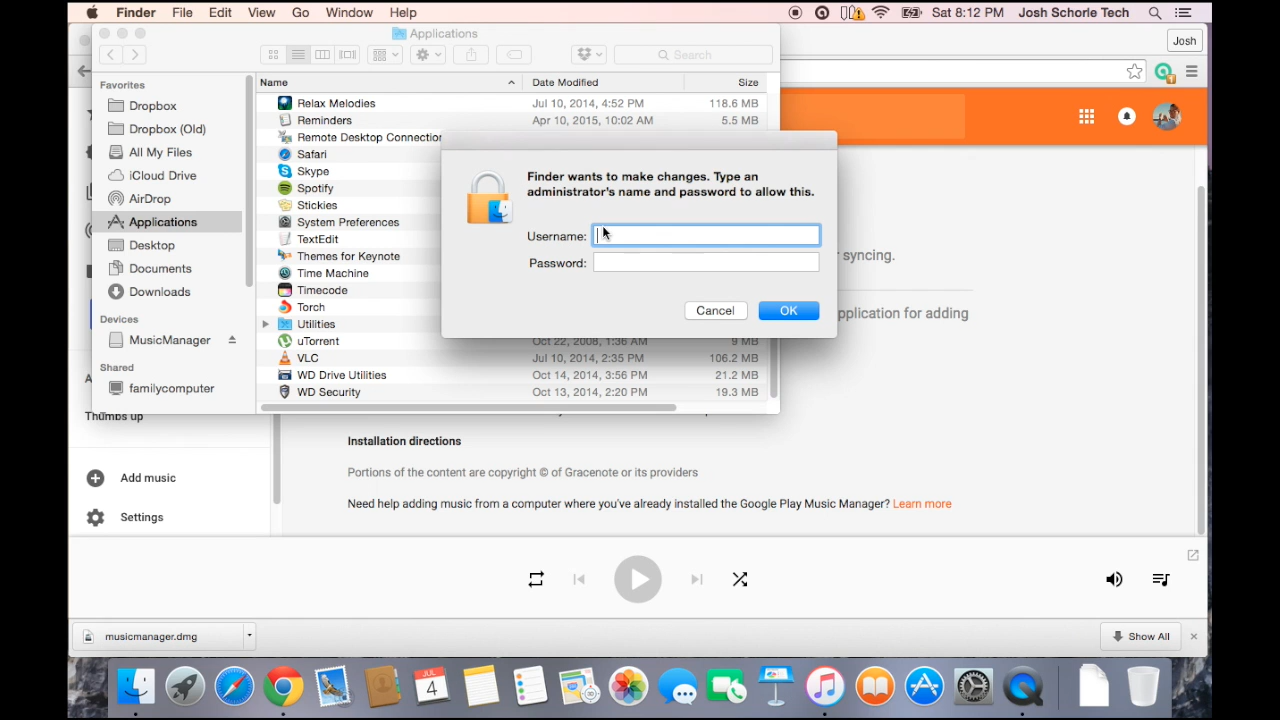 Finder File Edit View Go Window Help Sat 8:12 PM Josh Schorle Tech
Applications
Josh
Search
Favorites
Dropbox
Dropbox (Old)
All My Files
iCloud Drive
AirDrop
Applications
Desktop
Documents
Downloads
Devices
MusicManager
Shared
familycomputer
Name Date Modified Size
Relax Melodies Jul 10, 2014, 4:52 PM 118.6 MB
Reminders Apr 10, 2015, 10:02 AM 5.5 MB
Remote Desktop Connection
Safari
Skype
Spotify
Stickies
System Preferences
TextEdit
Themes for Keynote
Time Machine
Timecode
Torch
Utilities
uTorrent Oct 22, 2008, 1:36 AM 9 MB
VLC Jul 10, 2014, 2:35 PM 106.2 MB
WD Drive Utilities Oct 14, 2014, 3:56 PM 21.2 MB
WD Security Oct 13, 2014, 2:20 PM 19.3 MB
Finder wants to make changes. Type an
administrator's name and password to allow this.
Username:
Password:
Cancel OK
syncing.
pplication for adding
Thumbs up
Add music
Settings
Installation directions
Portions of the content are copyright © of Gracenote or its providers
Need help adding music from a computer where you've already installed the Google Play Music Manager? Learn more
musicmanager.dmg
Show All
JUL
4